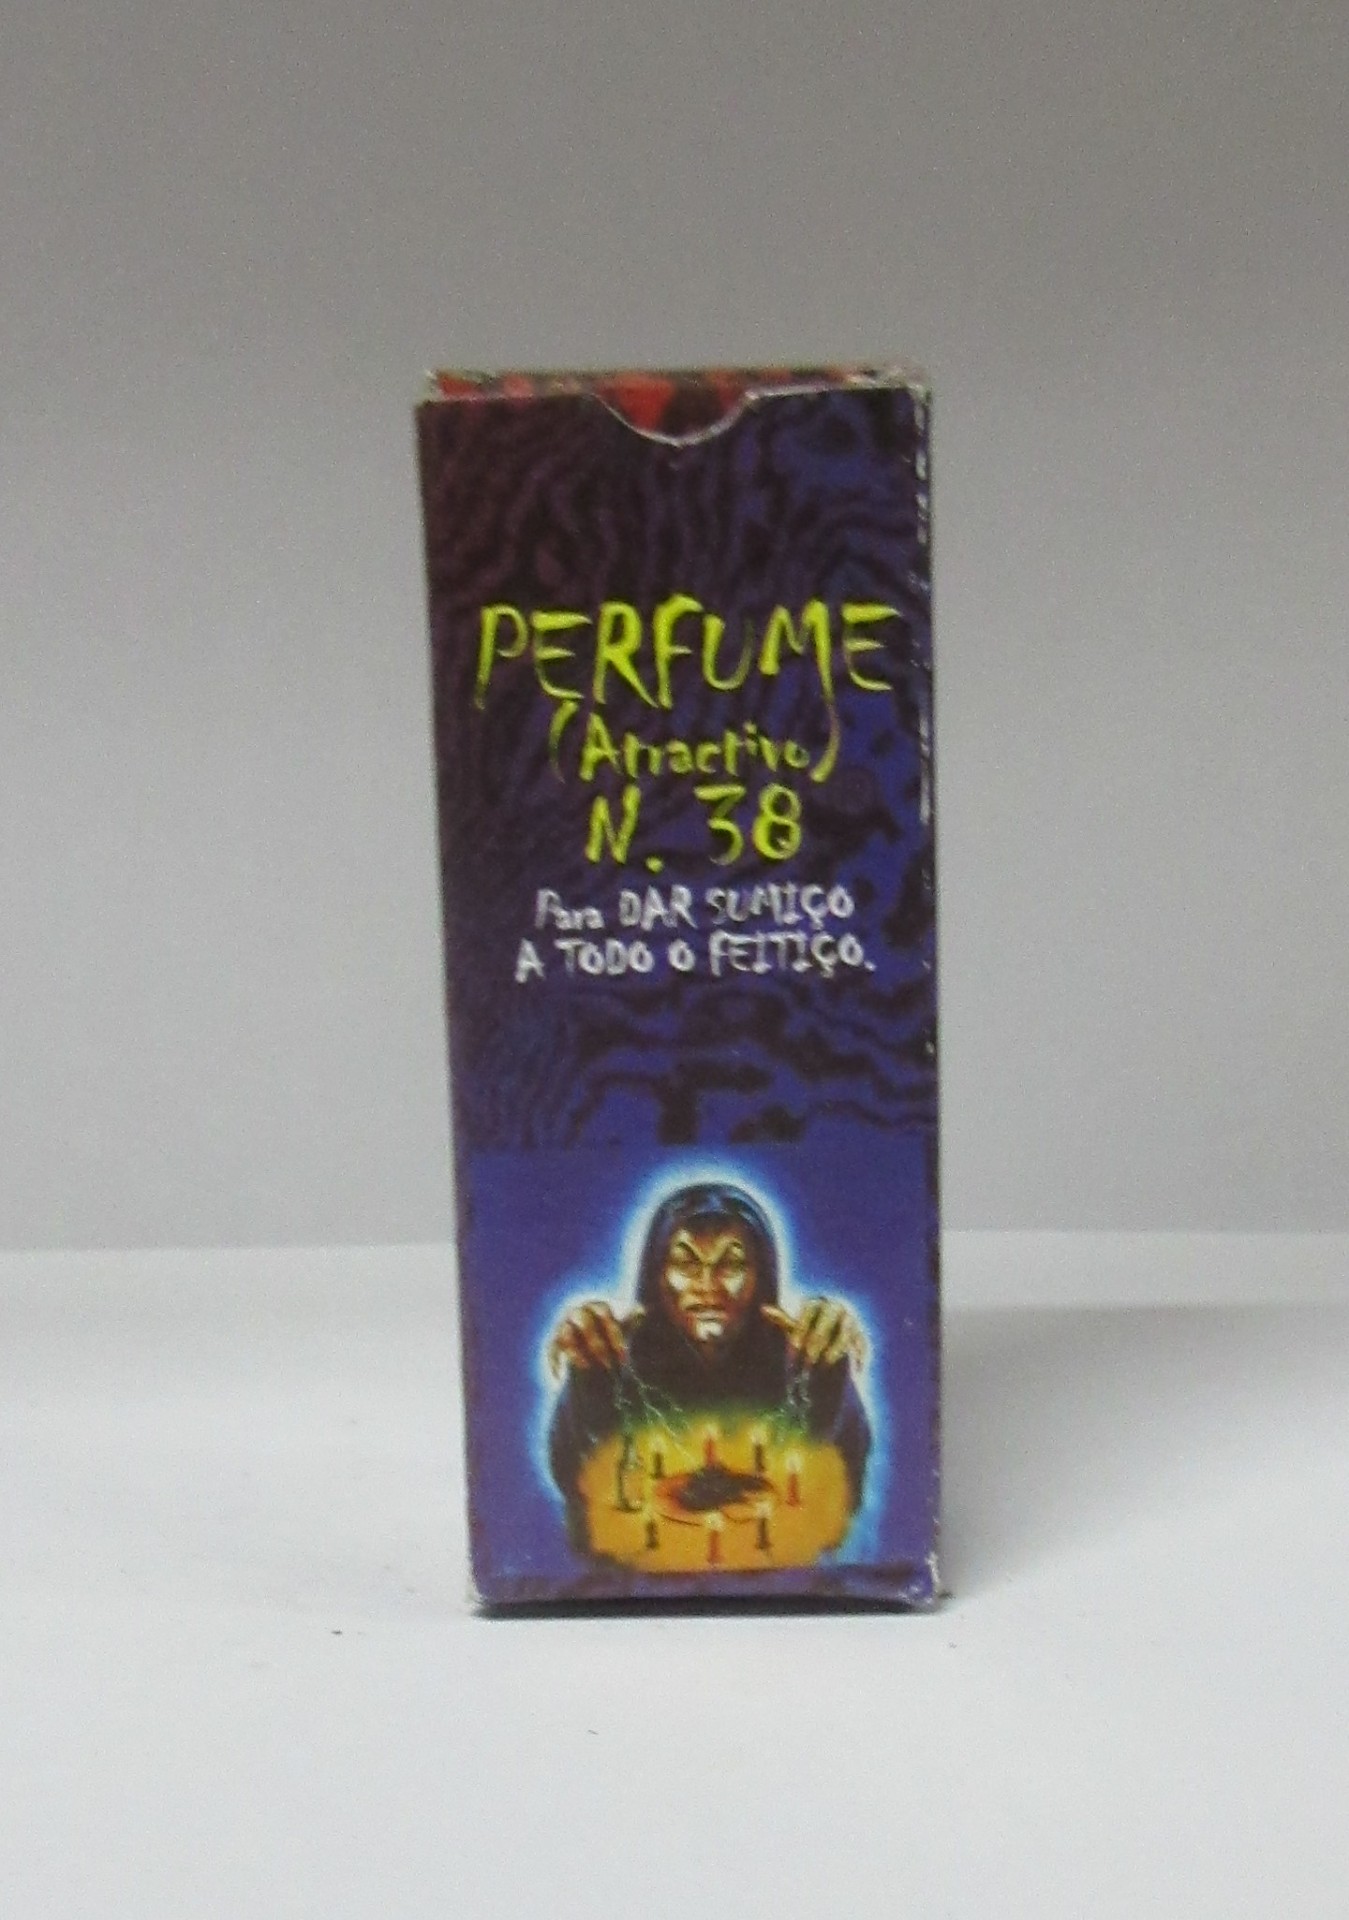 PERFUME
(Atractivo)
N. 38
Para DAR SUMIÇO
A TODO O FEITIÇO.